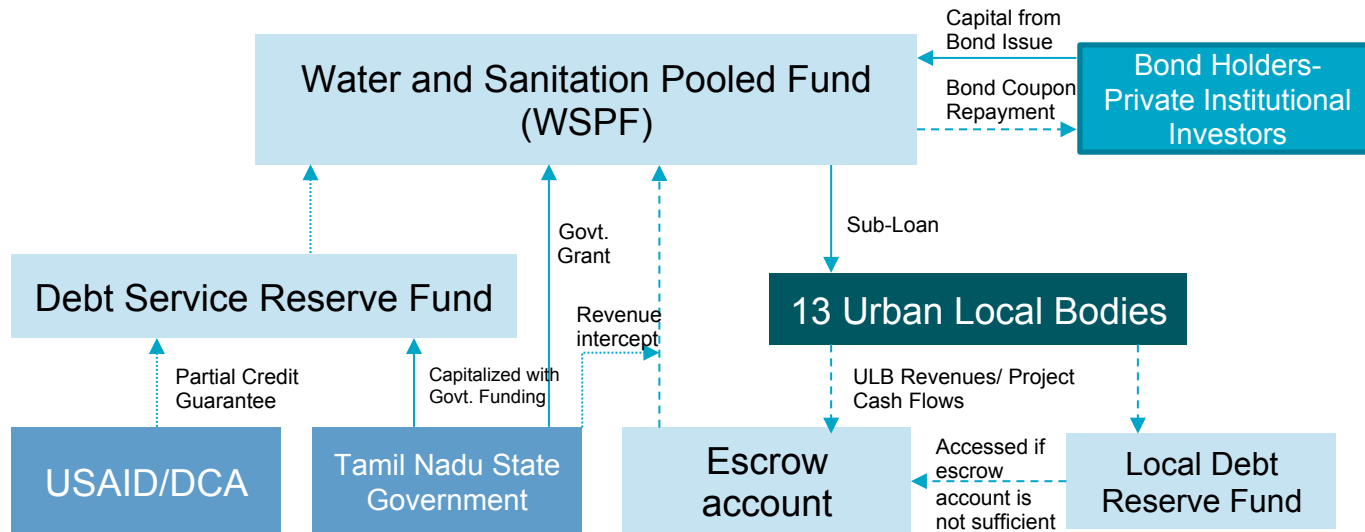 Capital from
Bond Issue
Water and Sanitation Pooled Fund
(WSPF)
Bond Holders-
Private Institutional
Investors
Bond Coupon
Repayment
Govt.
Grant
Sub-Loan
Debt Service Reserve Fund
13 Urban Local Bodies
Revenue
intercept
Partial Credit
Guarantee
Capitalized with
Govt. Funding
ULB Revenues/ Project
Cash Flows
USAID/DCA
Tamil Nadu State
Government
Escrow
account
Accessed if
escrow
account is
not sufficient
Local Debt
Reserve Fund